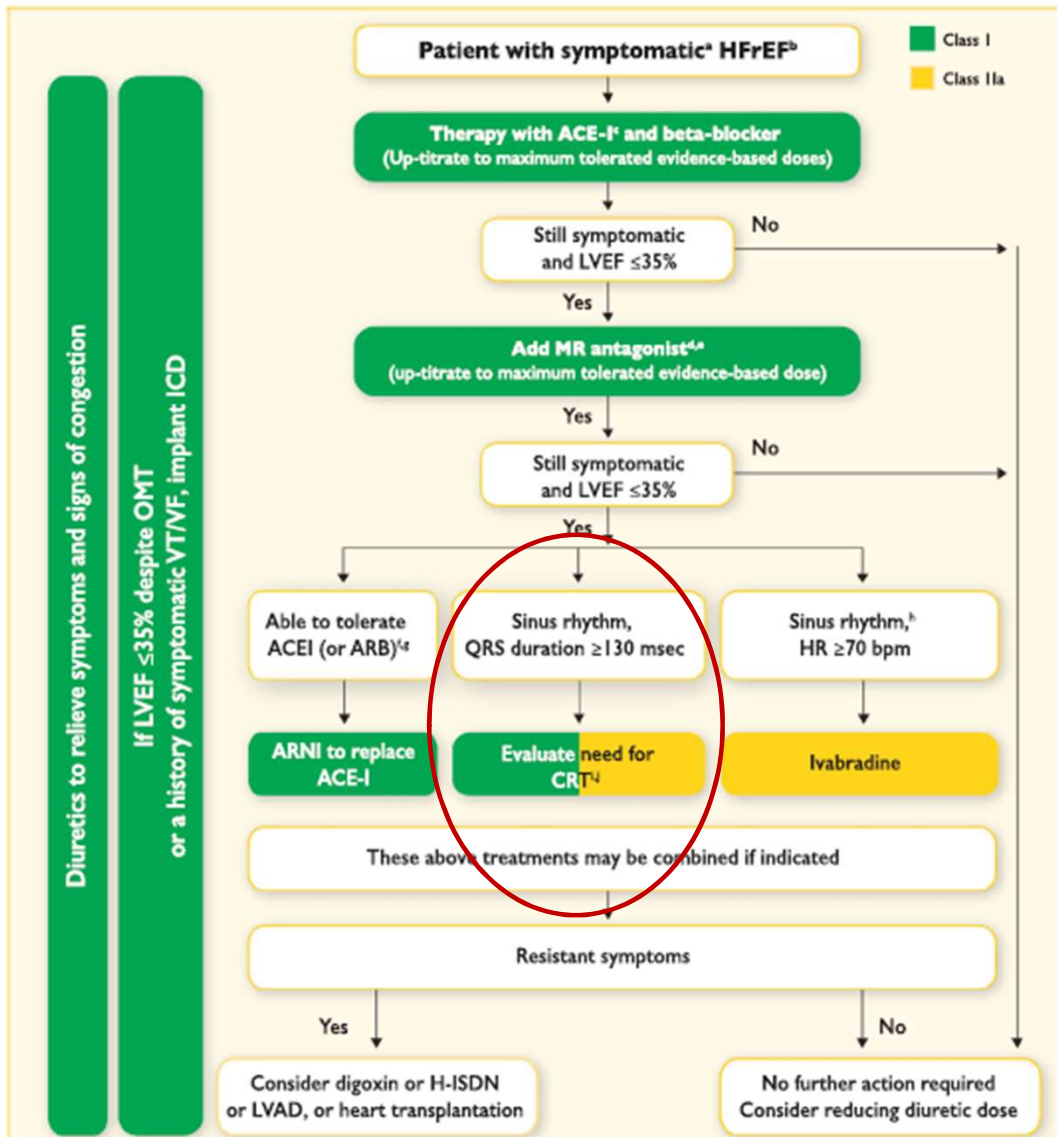 Patient with symptomaticᵃ HFrEFᵇ
Class I
Class IIa
Diuretics to relieve symptoms and signs of congestion
If LVEF ≤35% despite OMT
or a history of symptomatic VT/VF, implant ICD
Therapy with ACE-Iᶜ and beta-blocker
(Up-titrate to maximum tolerated evidence-based doses)
Still symptomatic
and LVEF ≤35%
No
Yes
Add MR antagonistᵈ,ᵉ
(up-titrate to maximum tolerated evidence-based dose)
Yes
Still symptomatic
and LVEF ≤35%
No
Yes
Able to tolerate
ACEI (or ARB)ᶠ,ᵍ
Sinus rhythm,
QRS duration ≥130 msec
Sinus rhythm,ʰ
HR ≥70 bpm
ARNI to replace
ACE-I
Evaluate need for
CRTⁱ,ʲ
Ivabradine
These above treatments may be combined if indicated
Resistant symptoms
Yes
No
Consider digoxin or H-ISDN
or LVAD, or heart transplantation
No further action required
Consider reducing diuretic dose